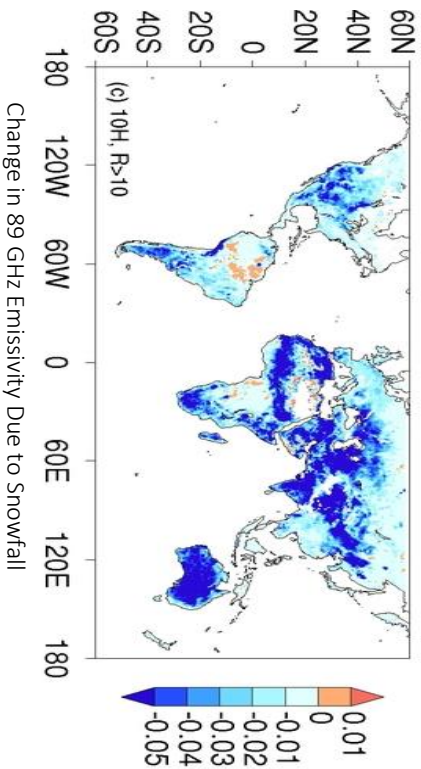 60N
40N
20N
0
20S
40S
60S
(c) 10H, R>10
180
120W
60W
0
60E
120E
180
0.01
0
-0.01
-0.02
-0.03
-0.04
-0.05
Change in 89 GHz Emissivity Due to Snowfall